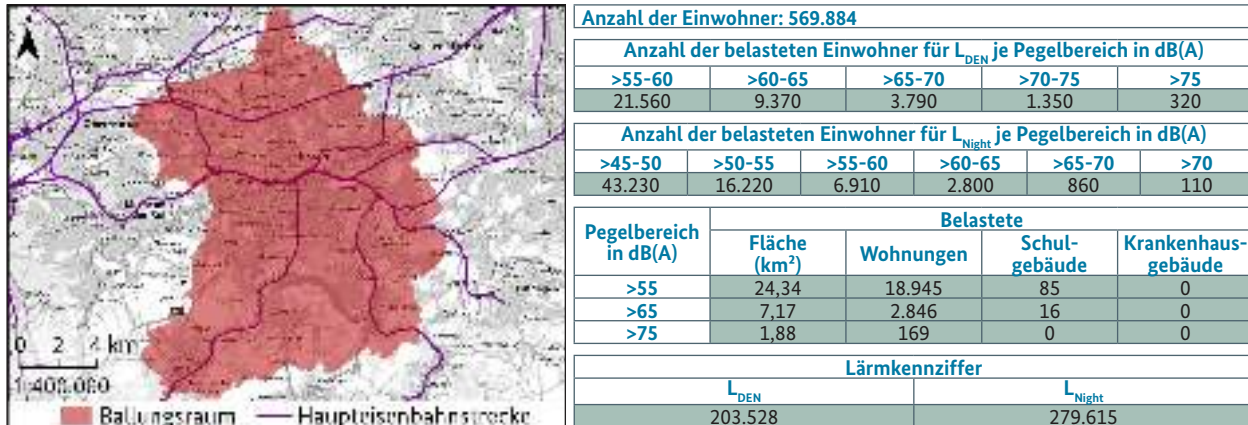 0 2 4 km
1:400.000
Ballungsraum Haupteisenbahnstrecke
Anzahl der Einwohner: 569.884
Anzahl der belasteten Einwohner für LDEN je Pegelbereich in dB(A)
>55-60 >60-65 >65-70 >70-75 >75
21.560 9.370 3.790 1.350 320
Anzahl der belasteten Einwohner für LNight je Pegelbereich in dB(A)
>45-50 >50-55 >55-60 >60-65 >65-70 >70
43.230 16.220 6.910 2.800 860 110
Pegelbereich in dB(A) Belastete
Fläche (km²) Wohnungen Schul-gebäude Krankenhaus-gebäude
>55 24,34 18.945 85 0
>65 7,17 2.846 16 0
>75 1,88 169 0 0
Lärmkennziffer
LDEN LNight
203.528 279.615